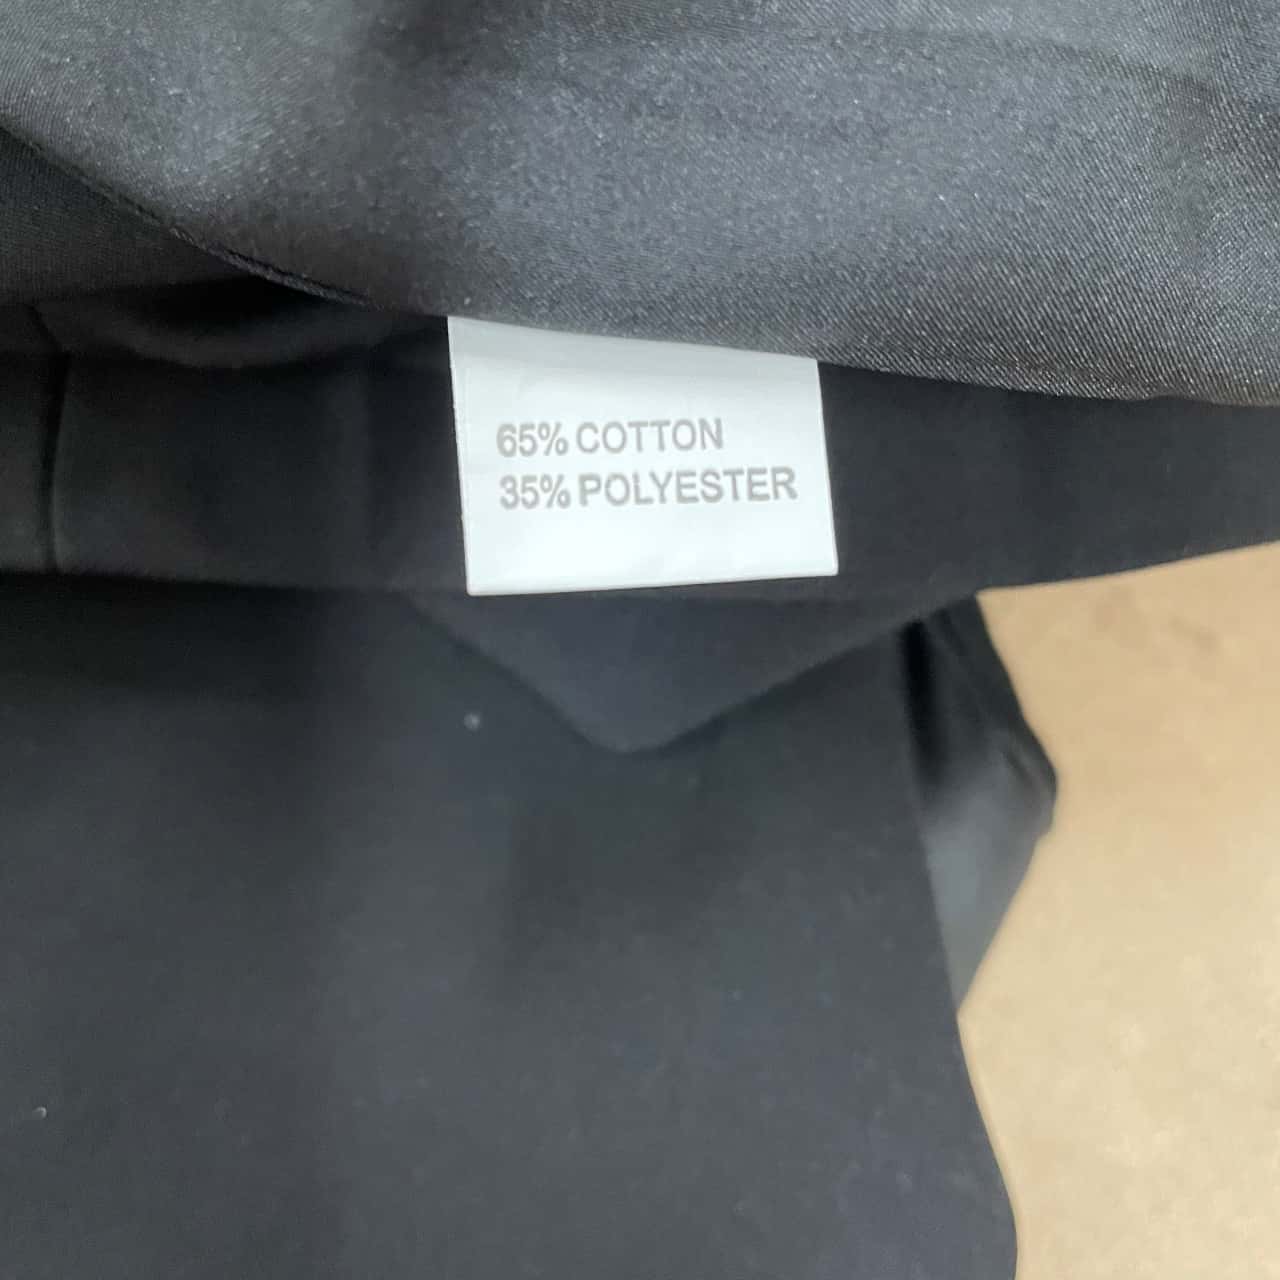 65% COTTON
35% POLYESTER